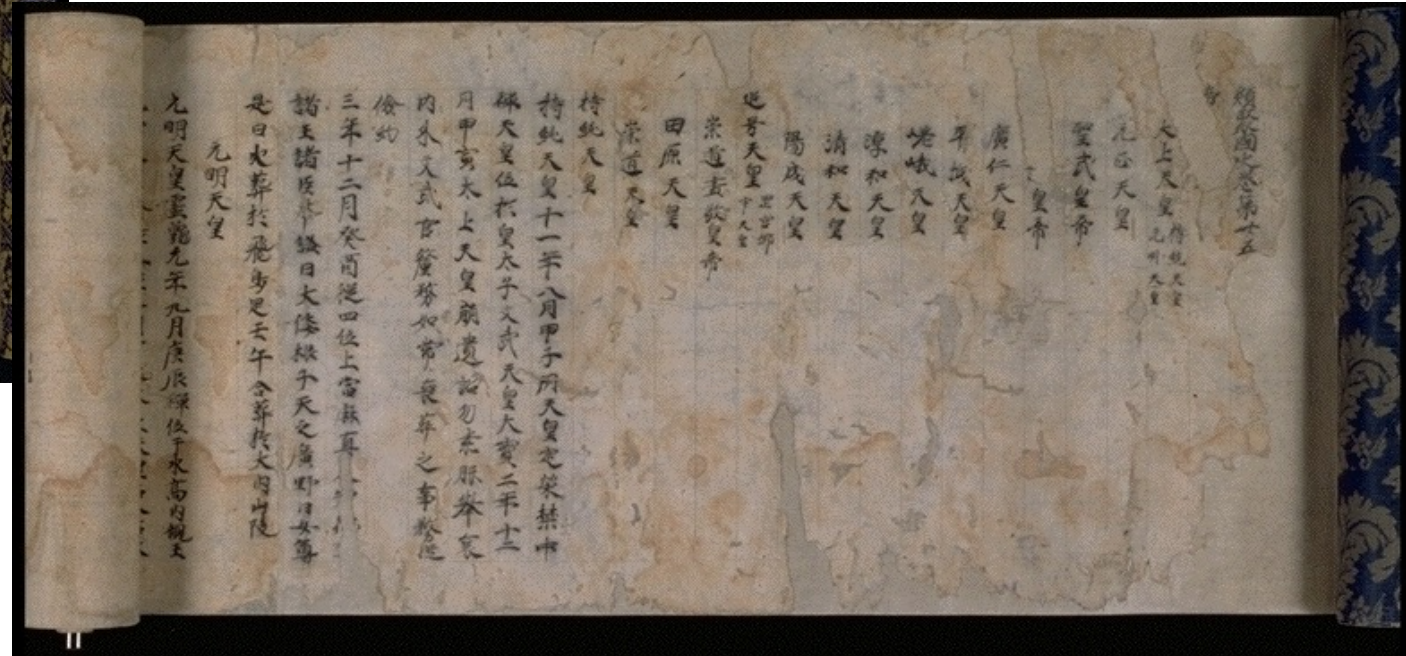 類聚國史卷第廿五
大上天皇 持統天皇 元明天皇
元正天皇
聖武皇帝
皇帝
廣仁天皇
平城天皇
嵯峨天皇
淳和天皇
清和天皇
陽成天皇
追号天皇
崇道盡敬皇帝
田原天皇
崇道天皇
持統天皇
持統天皇十一年八月甲子朔天皇定策禁中
禪天皇位於皇太子文武天皇大寶二年十二
月甲寅太上天皇崩遺詔勿素服擧哀
内外文武官釐務如常喪葬之事務從
儉約
三年十二月癸酉從四位上當麻真人
諸王諸臣奉誄誄曰大倭根子天之廣野日女尊
是日火葬於飛鳥岡壬午合葬於大内山陵
元明天皇
元明天皇靈龜元年九月庚辰禪位于氷高内親王